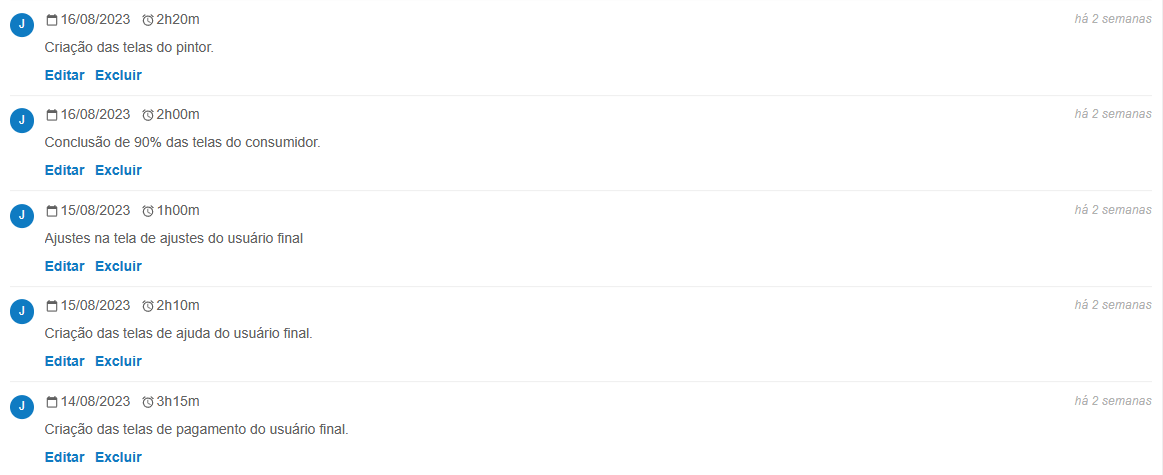 J 16/08/2023 2h20m há 2 semanas
Criação das telas do pintor.
Editar Excluir
J 16/08/2023 2h00m há 2 semanas
Conclusão de 90% das telas do consumidor.
Editar Excluir
J 15/08/2023 1h00m há 2 semanas
Ajustes na tela de ajustes do usuário final
Editar Excluir
J 15/08/2023 2h10m há 2 semanas
Criação das telas de ajuda do usuário final.
Editar Excluir
J 14/08/2023 3h15m há 2 semanas
Criação das telas de pagamento do usuário final.
Editar Excluir